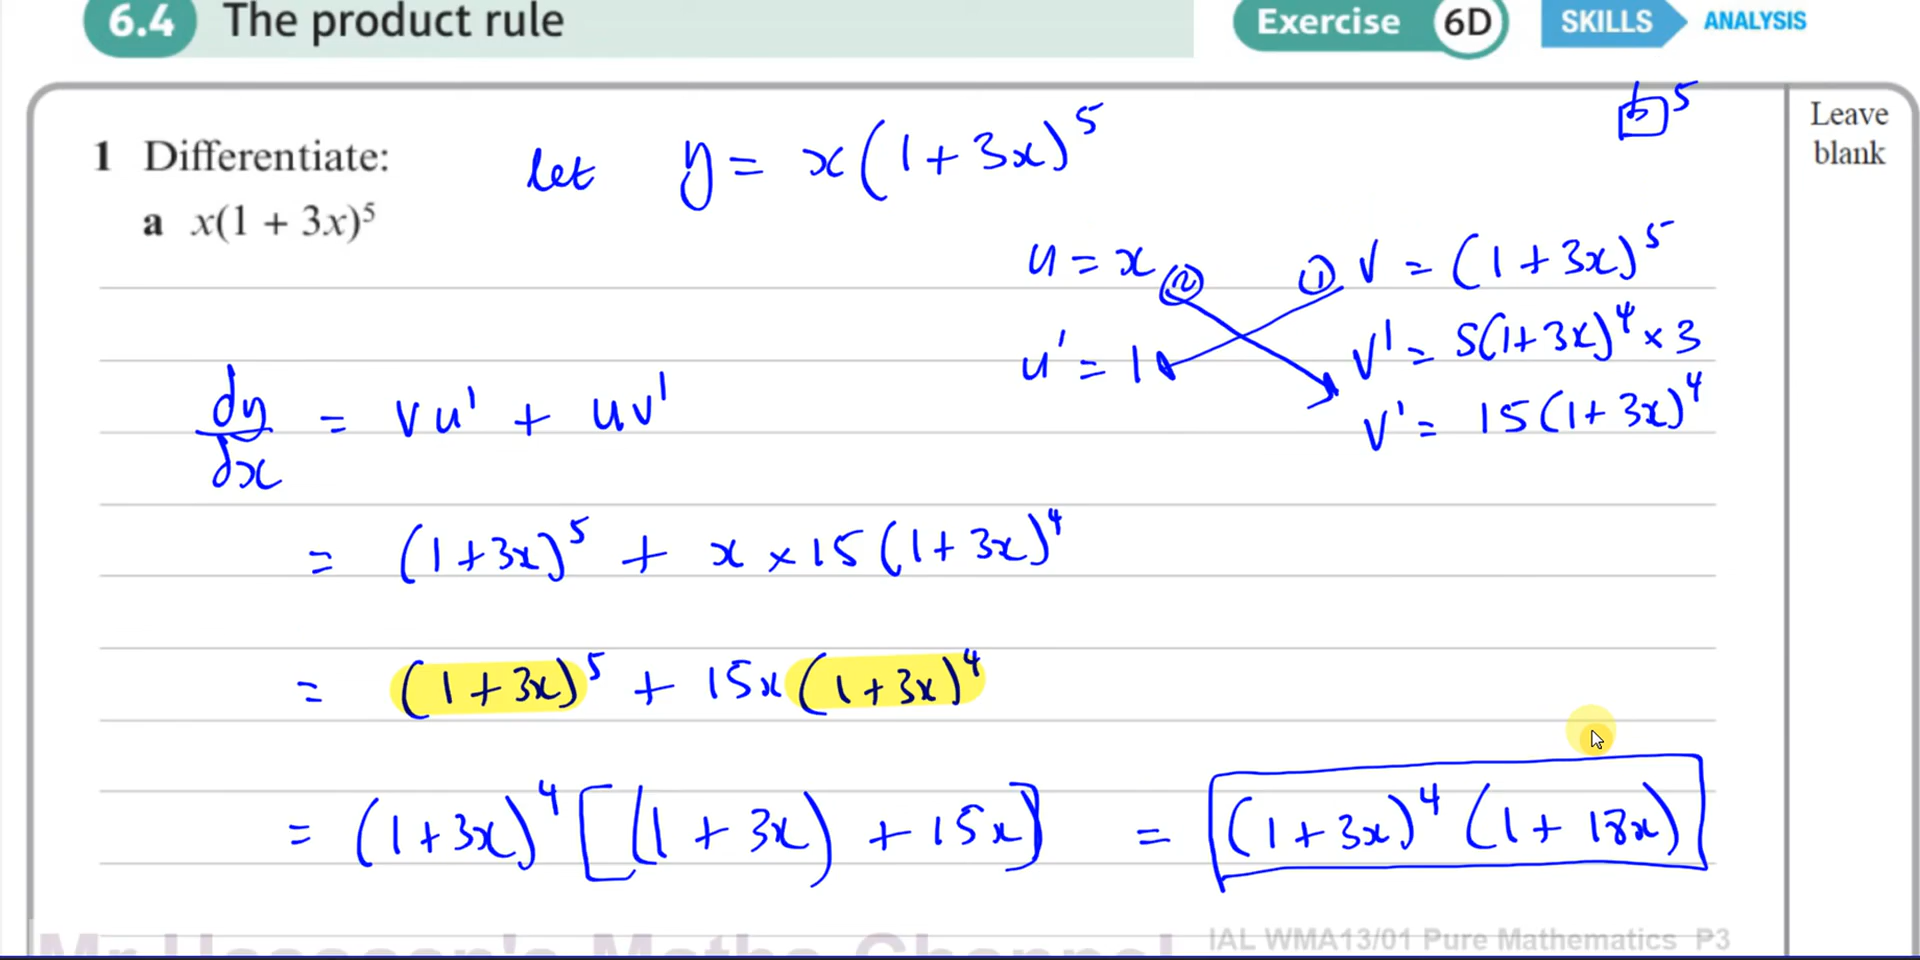 6.4 The product rule Exercise 6D SKILLS ANALYSIS
1 Differentiate:
a x(1 + 3x)⁵
let y = x(1+3x)⁵
□⁵
Leave
blank
u = x ② ① v = (1+3x)⁵
u' = 1 v' = 5(1+3x)⁴ × 3
v' = 15(1+3x)⁴
dy/dx = vu' + uv'
= (1+3x)⁵ + x × 15(1+3x)⁴
= (1+3x)⁵ + 15x(1+3x)⁴
= (1+3x)⁴[(1+3x) + 15x] = (1+3x)⁴(1+18x)
Maths Channel
IAL WMA13/01 Pure Mathematics P3